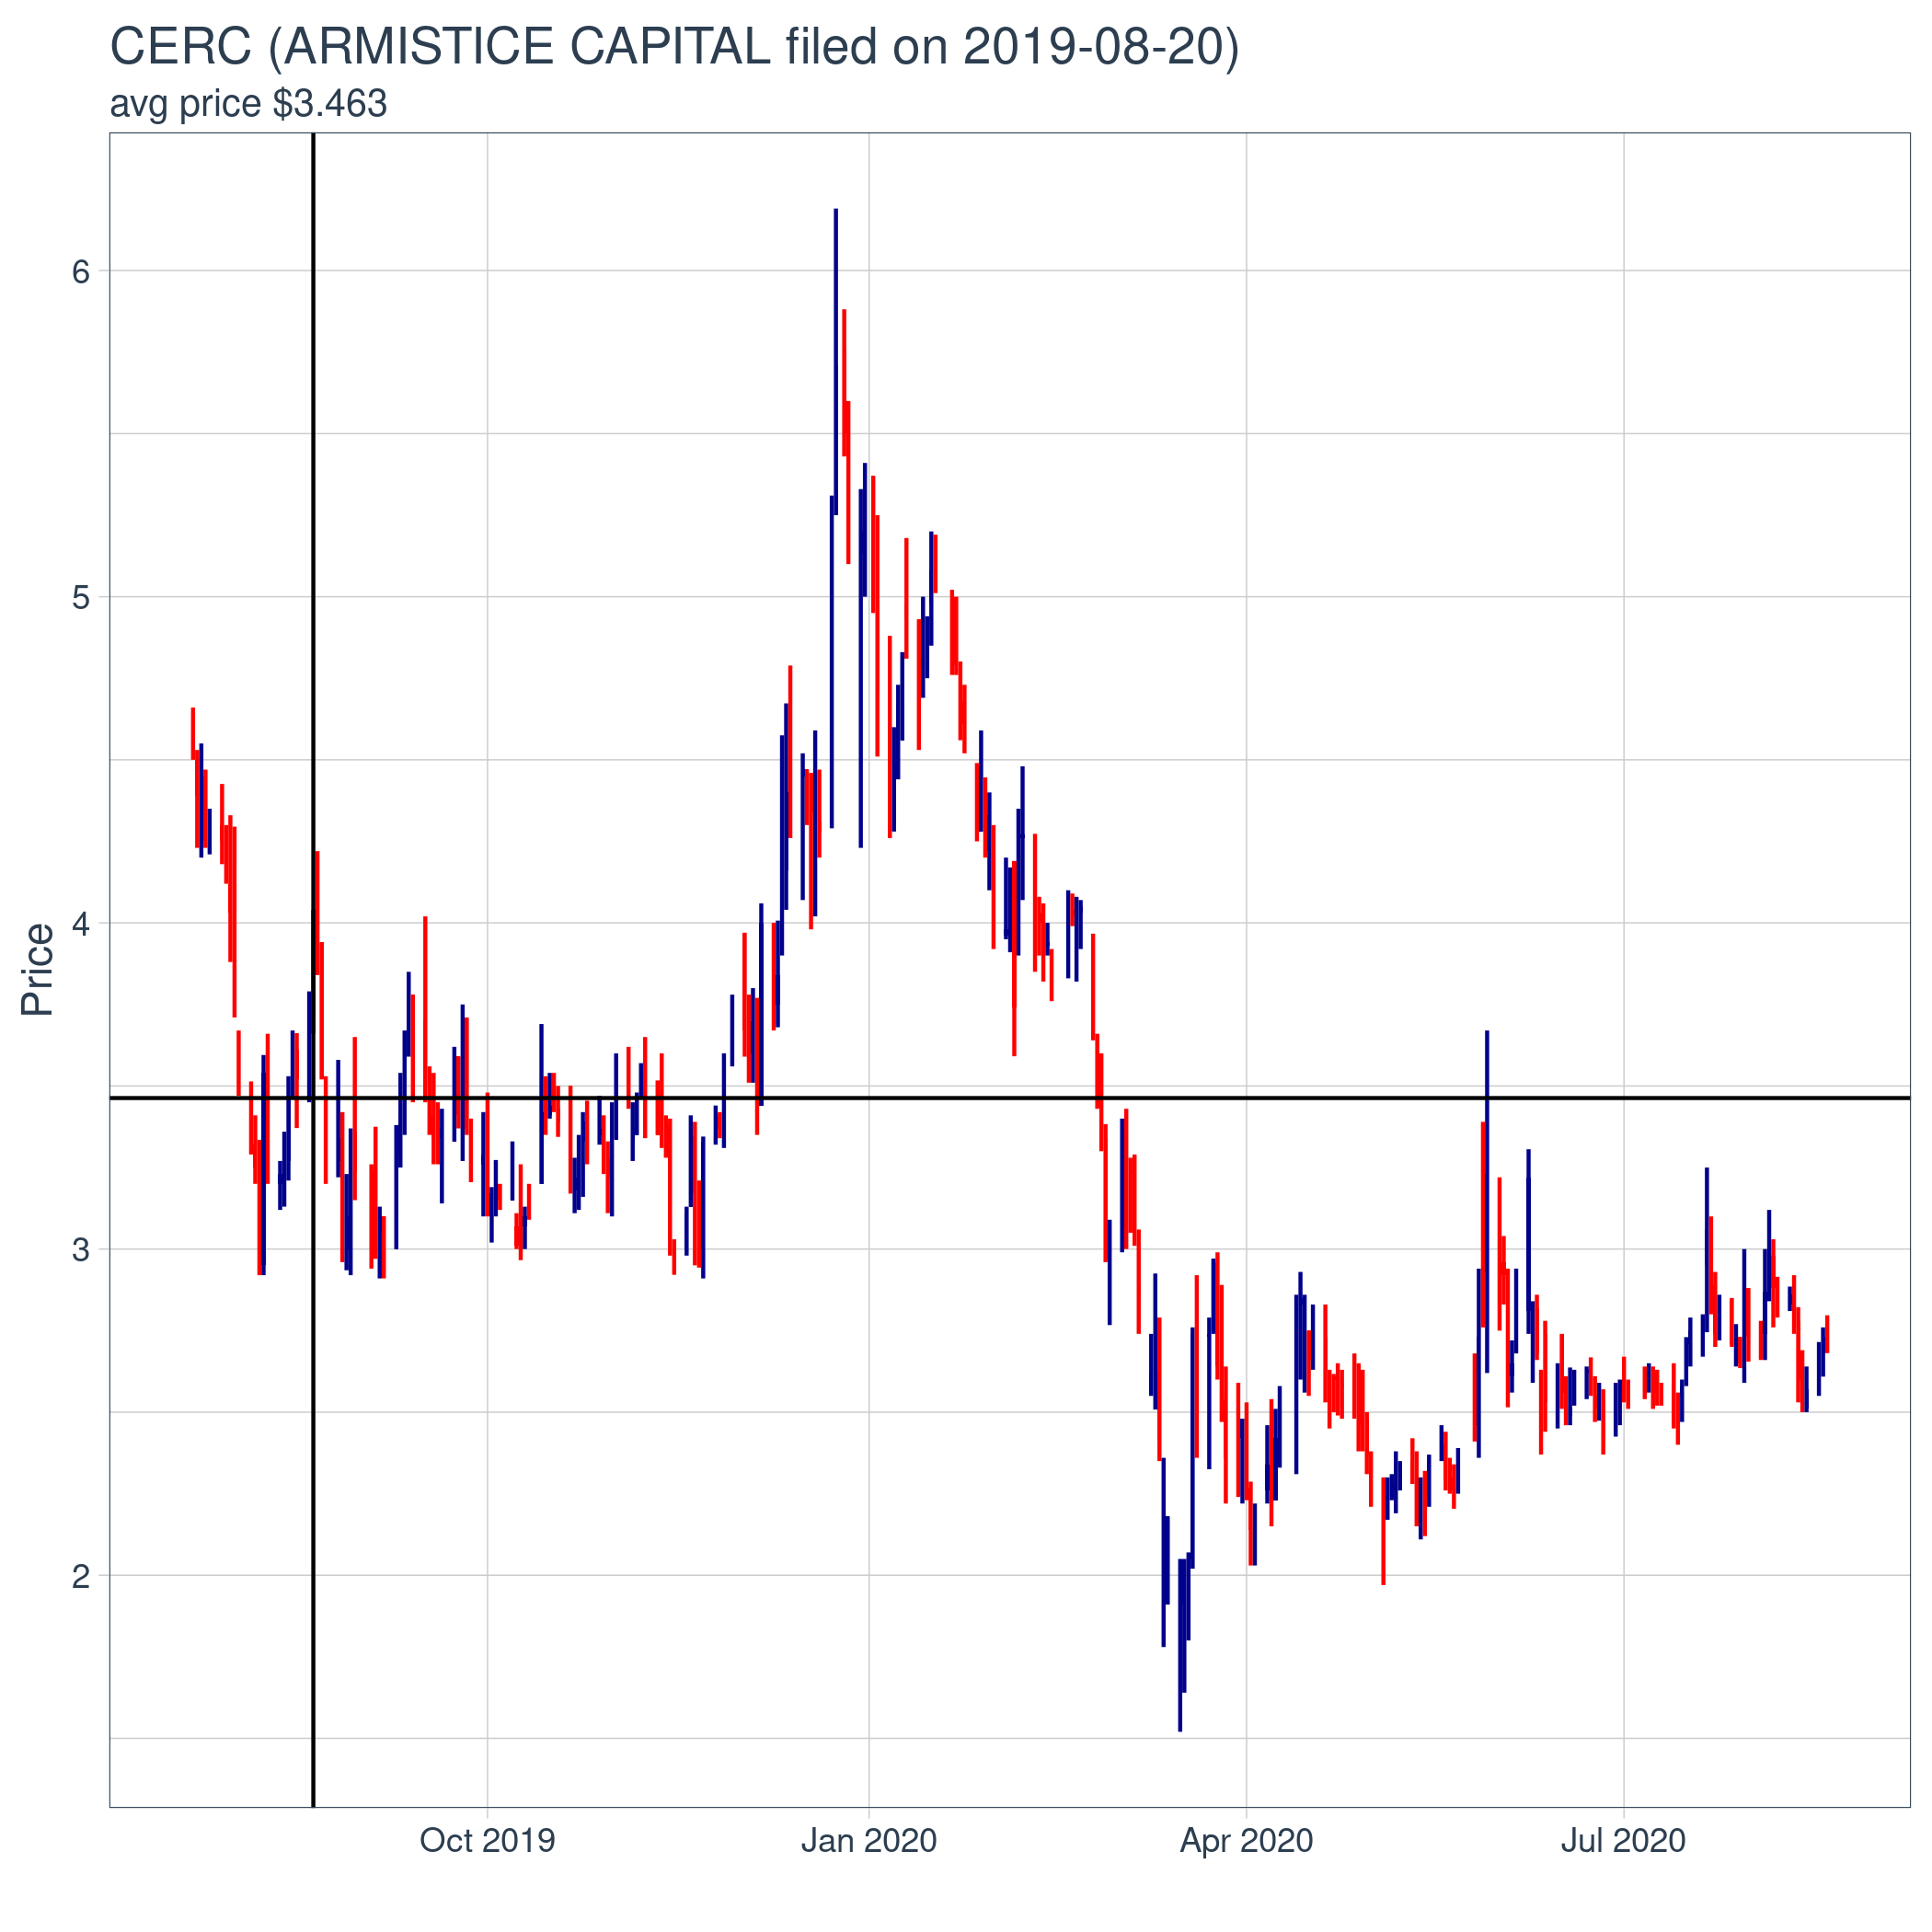 CERC (ARMISTICE CAPITAL filed on 2019-08-20)
avg price $3.463
6
5
4
3
2
Price
Oct 2019
Jan 2020
Apr 2020
Jul 2020